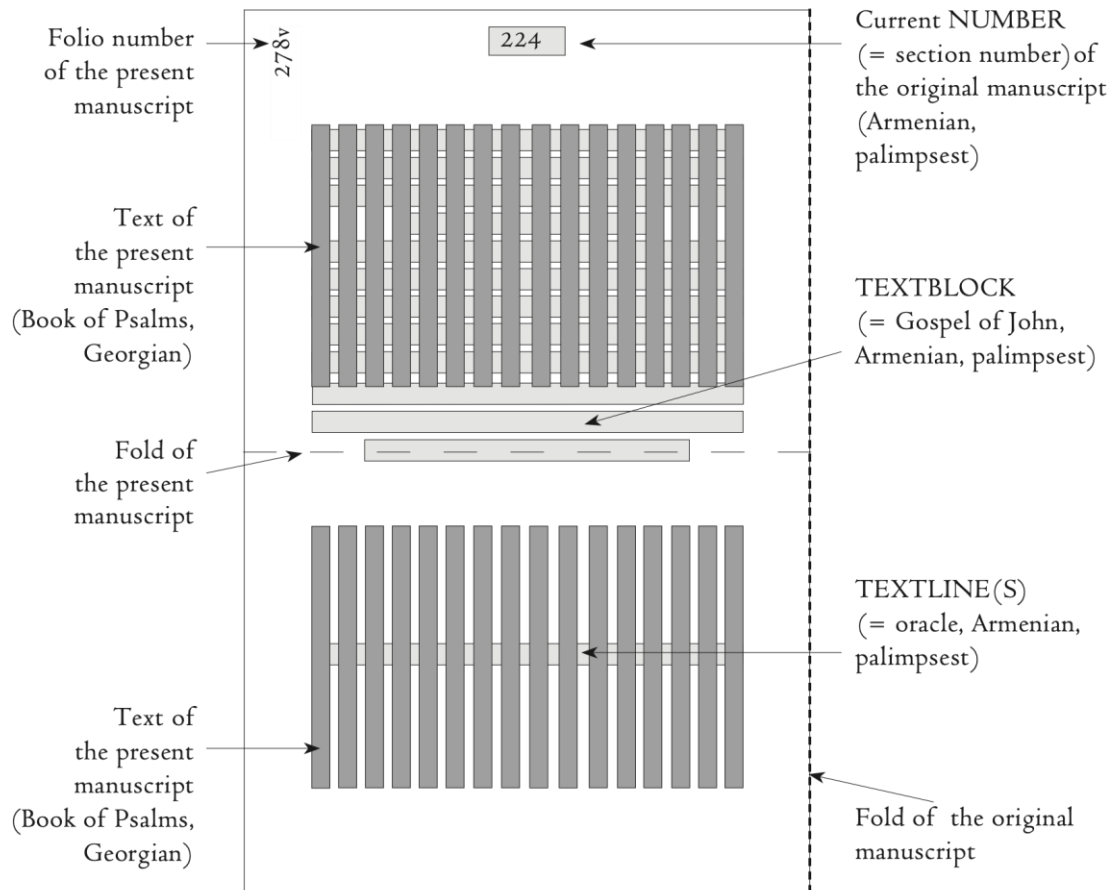 Folio number
of the present
manuscript
278v
224
Current NUMBER
(= section number) of
the original manuscript
(Armenian,
palimpsest)
Text of
the present
manuscript
(Book of Psalms,
Georgian)
TEXTBLOCK
(= Gospel of John,
Armenian, palimpsest)
Fold of
the present
manuscript
TEXTLINE(S)
(= oracle, Armenian,
palimpsest)
Text of
the present
manuscript
(Book of Psalms,
Georgian)
Fold of the original
manuscript